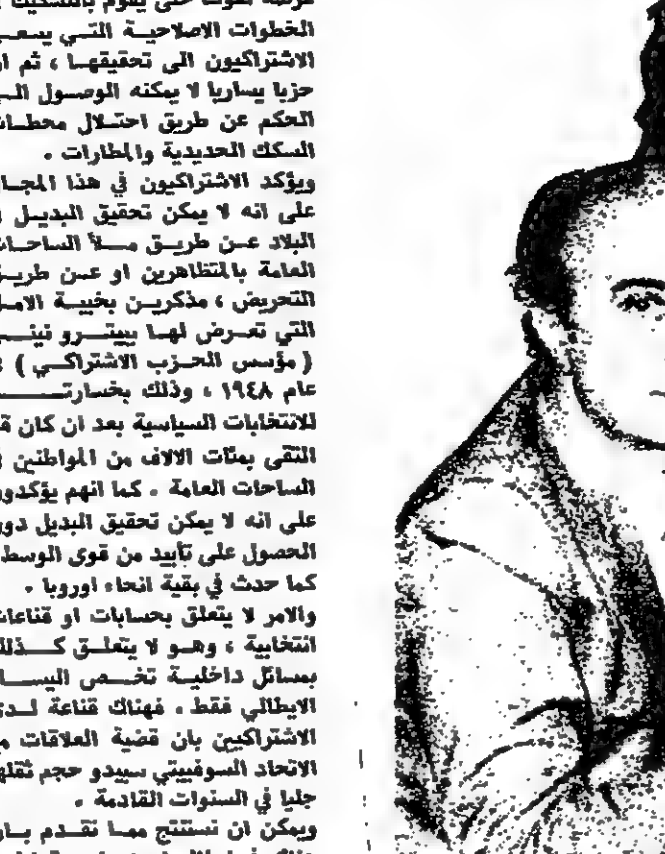 الخطوات الاصلاحية التي يسعى
الاشتراكيون الى تحقيقها ، ثم ان
حزبا يساريا لا يمكنه الوصول الى
الحكم عن طريق احتلال محطات
السكك الحديدية والمطارات .
ويؤكد الاشتراكيون في هذا المجال
على انه لا يمكن تحقيق البديل
البلاد عن طريق ملأ الساحات
العامة بالمتظاهرين او عن طريق
التحريض ، مذكرين بخيبة الامل
التي تعرض لها بييترو نيني
( مؤسس الحزب الاشتراكي )
عام ١٩٤٨ ، وذلك بخسارته
للانتخابات السياسية بعد ان كان قد
التقى بمئات الالاف من المواطنين
الساحات العامة . كما انهم يؤكدون
على انه لا يمكن تحقيق البديل دون
الحصول على تأييد من قوى الوسط
كما حدث في بقية انحاء اوروبا .
والامر لا يتعلق بحسابات او قناعات
انتخابية ، وهو لا يتعلق كذلك
بمسائل داخلية تخص اليسار
الايطالي فقط . فهناك قناعة لدى
الاشتراكيين بان قضية العلاقات
الاتحاد السوفييتي سيبدو حجم ثقلها
جليا في السنوات القادمة .
ويمكن ان نستنتج مما تقدم بان